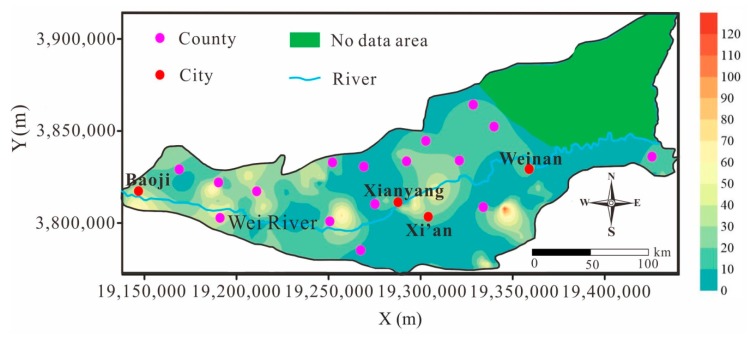 County
No data area
City
River
3,900,000
3,850,000
3,800,000
Y (m)
Baoji
Wei River
Xianyang
Xi'an
Weinan
N
W E
S
km
0 50 100
19,150,000 19,200,000 19,250,000 19,300,000 19,350,000 19,400,000
X (m)
120
110
100
90
80
70
60
50
40
30
20
10
0